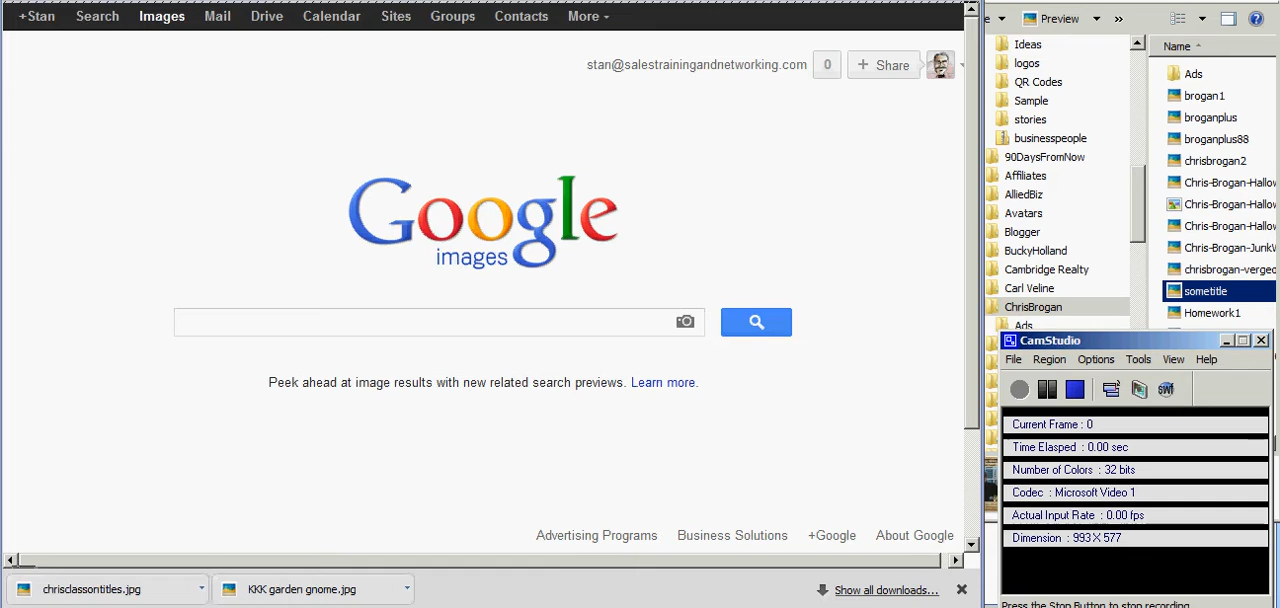 +Stan Search Images Mail Drive Calendar Sites Groups Contacts More
stan@salestrainingandnetworking.com 0 + Share
Google
images
Peek ahead at image results with new related search previews. Learn more.
Advertising Programs Business Solutions +Google About Google
chrisclassontitles.jpg KKK garden gnome.jpg Show all downloads...
Preview »
Ideas
logos
QR Codes
Sample
stories
businesspeople
90DaysFromNow
Affiliates
AlliedBiz
Avatars
Blogger
BuckyHolland
Cambridge Realty
Carl Veline
ChrisBrogan
Ads
Name
Ads
brogan1
broganplus
broganplus88
chrisbrogan2
Chris-Brogan-Hallow
Chris-Brogan-Hallow
Chris-Brogan-Hallow
Chris-Brogan-JunkW
chrisbrogan-verged
sometitle
Homework1
CamStudio
File Region Options Tools View Help
Current Frame : 0
Time Elasped : 0.00 sec
Number of Colors : 32 bits
Codec : Microsoft Video 1
Actual Input Rate : 0.00 fps
Dimension : 993 X 577
Press the Stop Button to stop recording